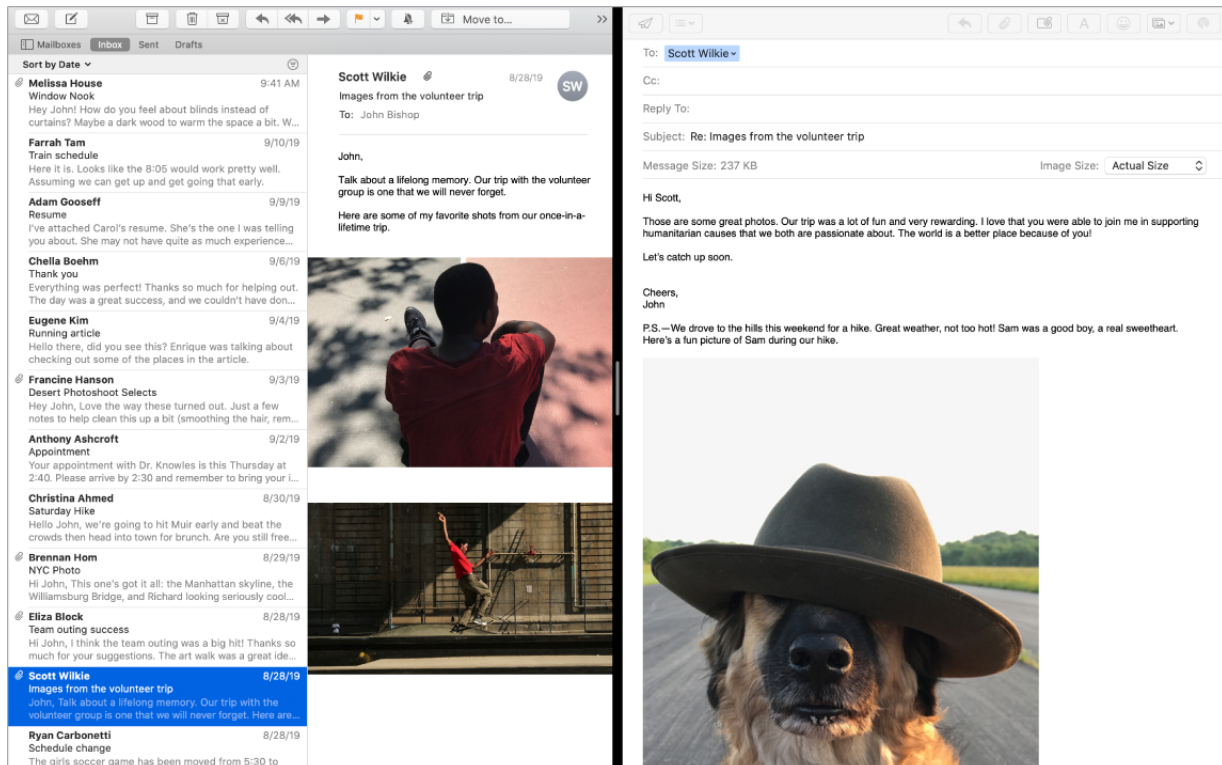 Move to...
Mailboxes Inbox Sent Drafts
Sort by Date
Melissa House 9:41 AM
Window Nook
Hey John! How do you feel about blinds instead of
curtains? Maybe a dark wood to warm the space a bit. W...
Farrah Tam 9/10/19
Train schedule
Here it is. Looks like the 8:05 would work pretty well.
Assuming we can get up and get going that early.
Adam Gooseff 9/9/19
Resume
I've attached Carol's resume. She's the one I was telling
you about. She may not have quite as much experience...
Chella Boehm 9/6/19
Thank you
Everything was perfect! Thanks so much for helping out.
The day was a great success, and we couldn't have don...
Eugene Kim 9/4/19
Running article
Hello there, did you see this? Enrique was talking about
checking out some of the places in the article.
Francine Hanson 9/3/19
Desert Photoshoot Selects
Hey John, Love the way these turned out. Just a few
notes to help clean this up a bit (smoothing the hair, rem...
Anthony Ashcroft 9/2/19
Appointment
Your appointment with Dr. Knowles is this Thursday at
2:40. Please arrive by 2:30 and remember to bring your i...
Christina Ahmed 8/30/19
Saturday Hike
Hello John, we're going to hit Muir early and beat the
crowds then head into town for brunch. Are you still free...
Brennan Hom 8/29/19
NYC Photo
Hi John, This one's got it all: the Manhattan skyline, the
Williamsburg Bridge, and Richard looking seriously cool...
Eliza Block 8/28/19
Team outing success
Hi John, I think the team outing was a big hit! Thanks so
much for your suggestions. The art walk was a great ide...
Scott Wilkie 8/28/19
Images from the volunteer trip
John, Talk about a lifelong memory. Our trip with the
volunteer group is one that we will never forget. Here are...
Ryan Carbonetti 8/28/19
Schedule change
The girls soccer game has been moved from 5:30 to
Scott Wilkie 8/28/19 SW
Images from the volunteer trip
To: John Bishop
John,
Talk about a lifelong memory. Our trip with the volunteer
group is one that we will never forget.
Here are some of my favorite shots from our once-in-a-
lifetime trip.
To: Scott Wilkie
Cc:
Reply To:
Subject: Re: Images from the volunteer trip
Message Size: 237 KB Image Size: Actual Size
Hi Scott,
Those are some great photos. Our trip was a lot of fun and very rewarding. I love that you were able to join me in supporting
humanitarian causes that we both are passionate about. The world is a better place because of you!
Let's catch up soon.
Cheers,
John
P.S.—We drove to the hills this weekend for a hike. Great weather, not too hot! Sam was a good boy, a real sweetheart.
Here's a fun picture of Sam during our hike.